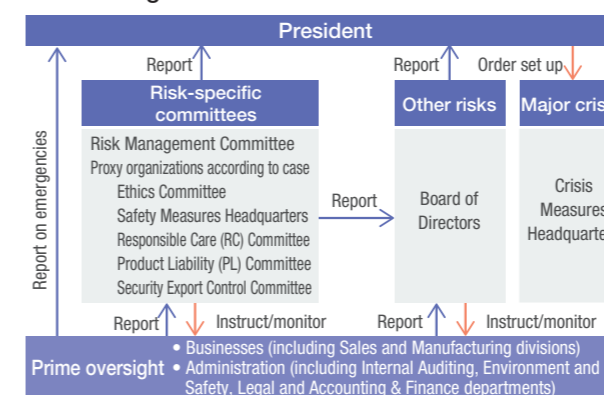 President
Report
Report
Order set up
Risk-specific
committees
Other risks
Major
Report on emergencies
Risk Management Committee
Proxy organizations according to case
Ethics Committee
Safety Measures Headquarters
Responsible Care (RC) Committee
Product Liability (PL) Committee
Security Export Control Committee
Report
Board of
Directors
Crisis
Measures
Report
Instruct/monitor
Report
Instruct/monitor
Prime oversight
• Businesses (including Sales and Manufacturing divisions)
• Administration (including Internal Auditing, Environment and
Safety, Legal and Accounting & Finance departments)